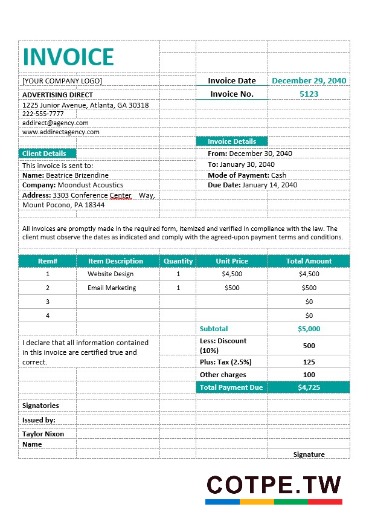 INVOICE
[YOUR COMPANY LOGO]
Invoice Date December 29, 2040
ADVERTISING DIRECT
Invoice No. 5123
1225 Junior Avenue, Atlanta, GA 30318
222-555-7777
addirect@agency.com
www.addirectagency.com
Invoice Details
Client Details
From: December 30, 2040
This invoice is sent to:
To: January 30, 2040
Name: Beatrice Brizendine
Mode of Payment: Cash
Company: Moondust Acoustics
Due Date: January 14, 2040
Address: 3303 Conference Center Way,
Mount Pocono, PA 18344
All invoices are promptly made in the required form, itemized and verified in compliance with the law. The
client must observe the dates as indicated and comply with the agreed-upon payment terms and conditions.
Item# Item Description Quantity Unit Price Total Amount
1 Website Design 1 $4,500 $4,500
2 Email Marketing 1 $500 $500
3 $0
4 $0
Subtotal $5,000
I declare that all information contained
in this invoice are certified true and
correct.
Less: Discount
(10%) 500
Plus: Tax (2.5%) 125
Other charges 100
Total Payment Due $4,725
Signatories
Issued by:
Taylor Nixon
Name
Signature
COTPE.TW